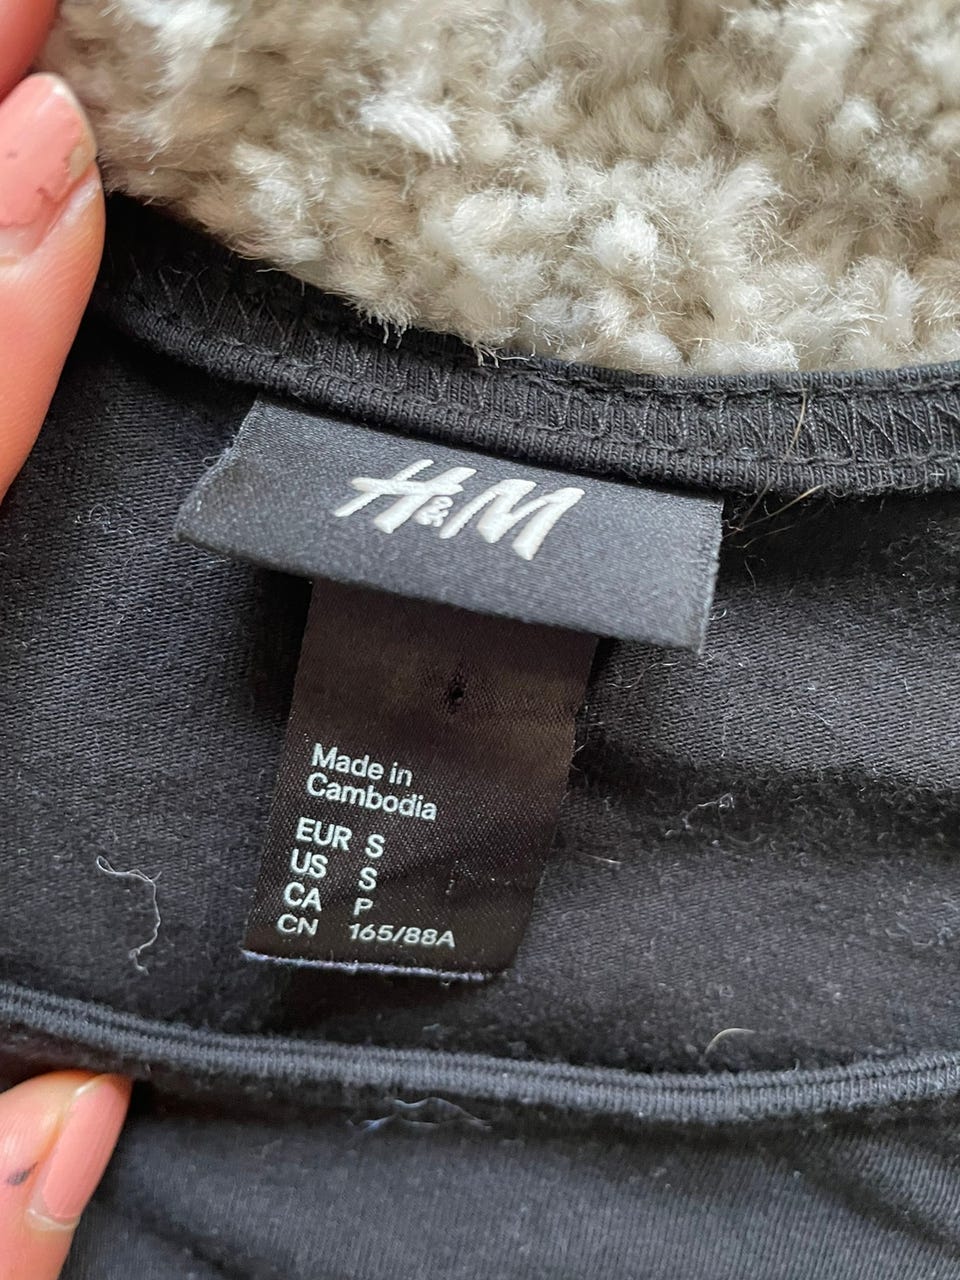 H&M
Made in
Cambodia
EUR S
US S
CA P
CN 165/88A